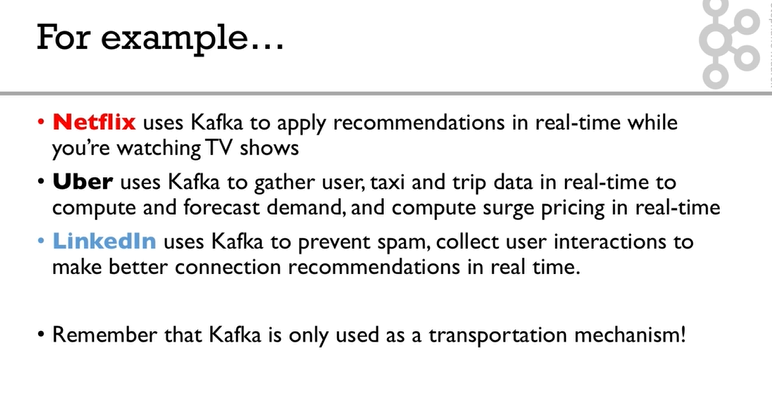 For example…
• Netflix uses Kafka to apply recommendations in real-time while
you're watching TV shows
• Uber uses Kafka to gather user, taxi and trip data in real-time to
compute and forecast demand, and compute surge pricing in real-time
• LinkedIn uses Kafka to prevent spam, collect user interactions to
make better connection recommendations in real time.
• Remember that Kafka is only used as a transportation mechanism!